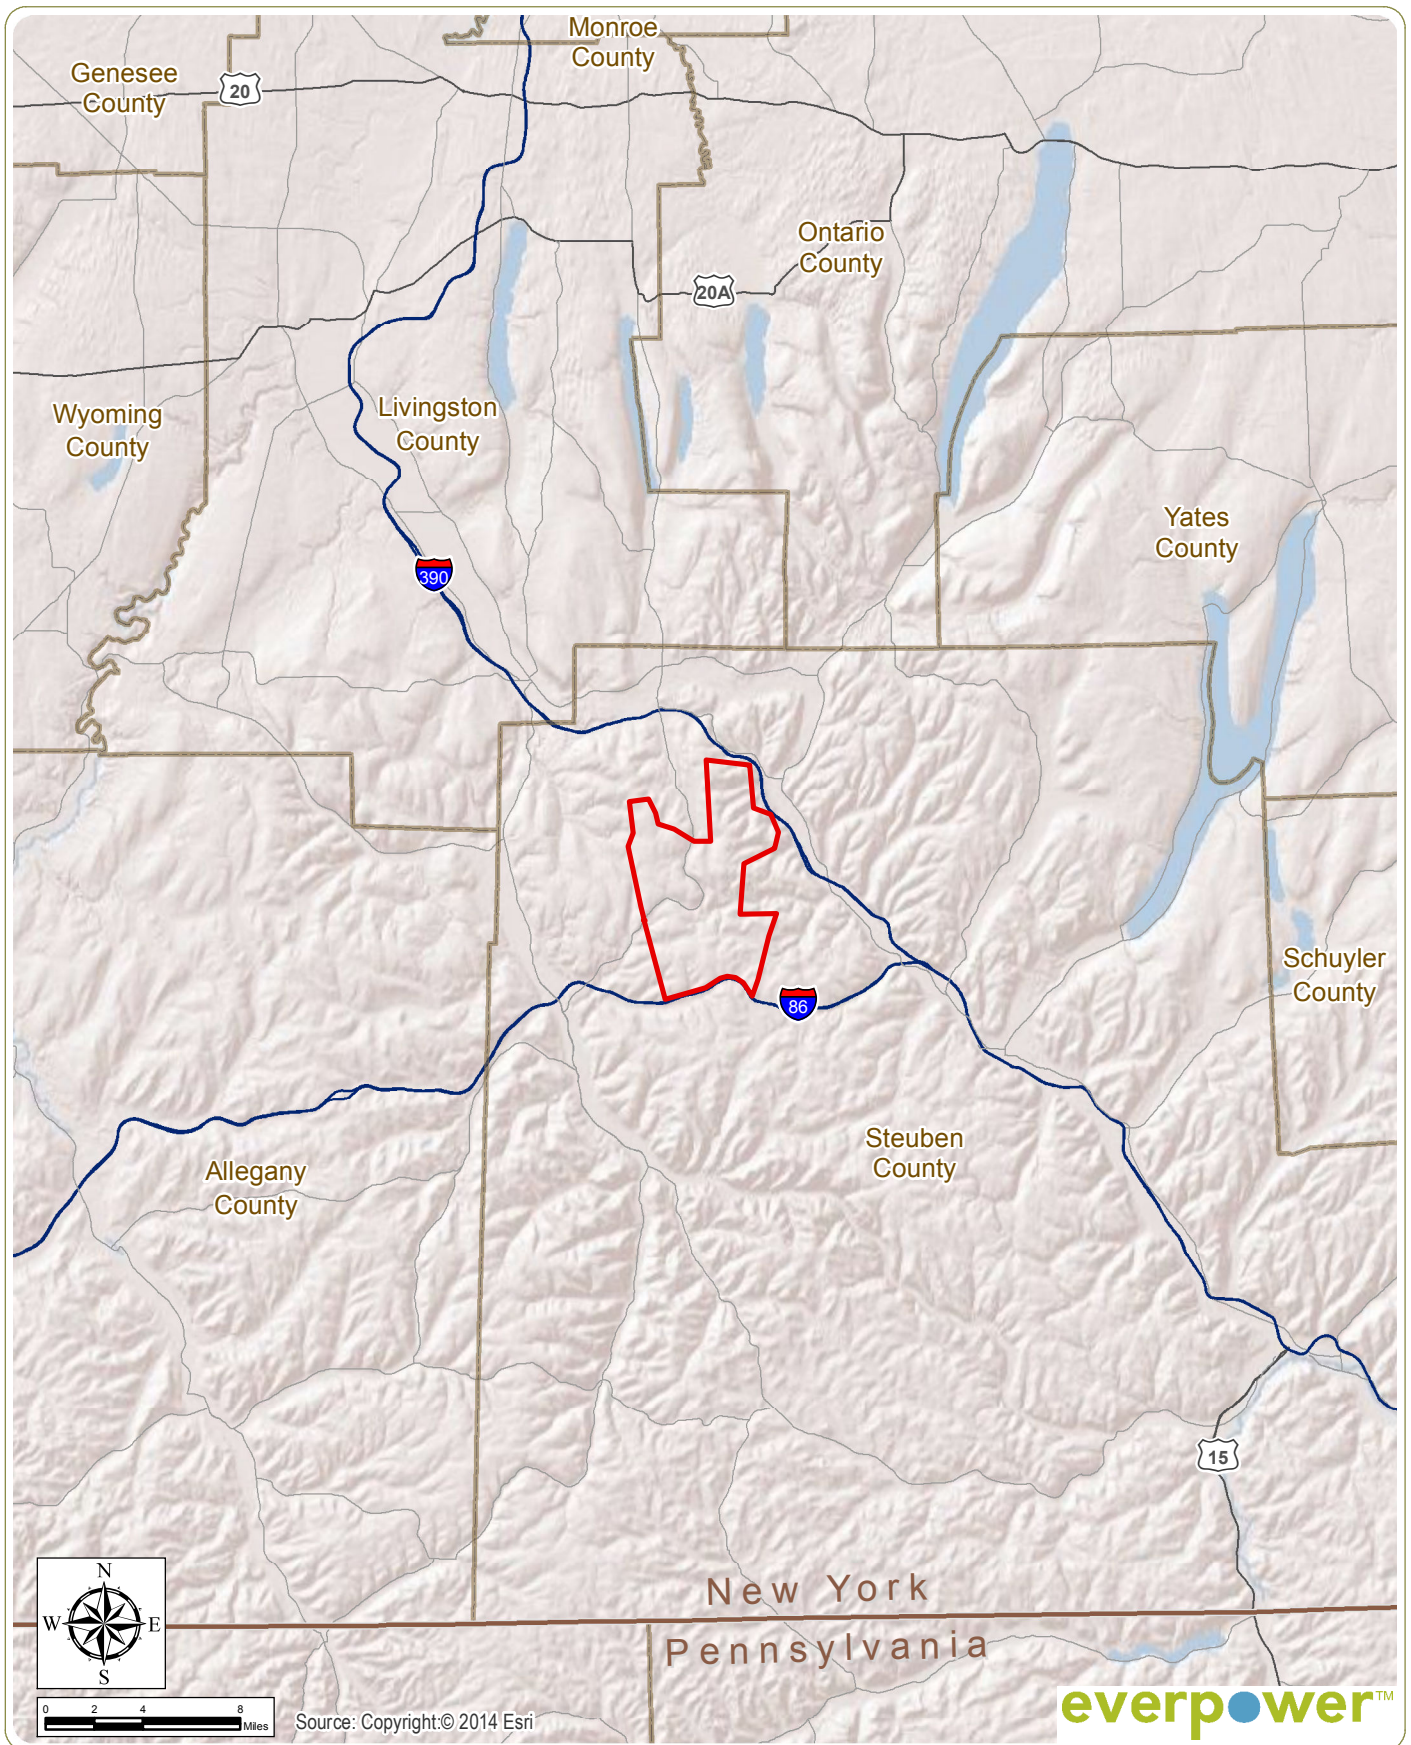 Monroe
County
Genesee
County
20
Ontario
County
20A
Wyoming
County
Livingston
County
Yates
County
390
Schuyler
County
86
Steuben
County
Allegany
County
15
New York
Pennsylvania
N
W E
S
0 2 4 8
Miles
Source: Copyright:© 2014 Esri
everpower™